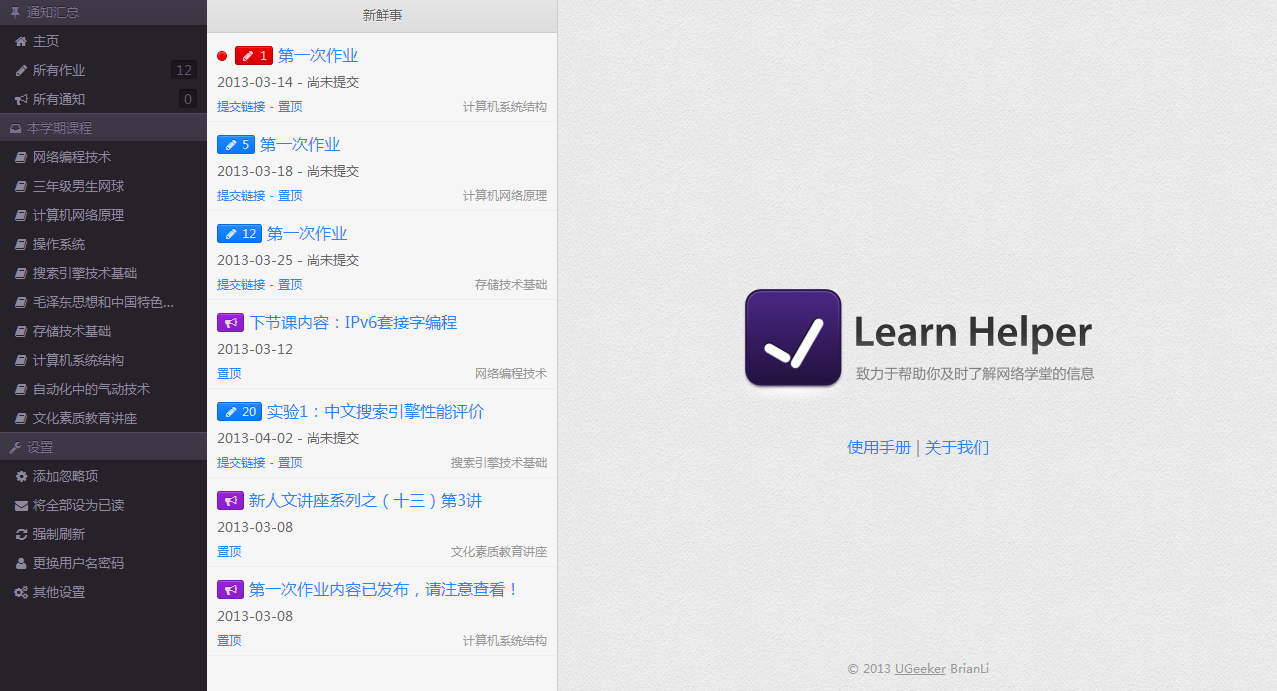 通知汇总
主页
所有作业 12
所有通知 0
本学期课程
网络编程技术
三年级男生网球
计算机网络原理
操作系统
搜索引擎技术基础
毛泽东思想和中国特色...
存储技术基础
计算机系统结构
自动化中的气动技术
文化素质教育讲座
设置
添加忽略项
将全部设为已读
强制刷新
更换用户名密码
其他设置
新鲜事
1 第一次作业
2013-03-14 - 尚未提交
提交链接 - 置顶 计算机系统结构
5 第一次作业
2013-03-18 - 尚未提交
提交链接 - 置顶 计算机网络原理
12 第一次作业
2013-03-25 - 尚未提交
提交链接 - 置顶 存储技术基础
下节课内容：IPv6套接字编程
2013-03-12
置顶 网络编程技术
20 实验1：中文搜索引擎性能评价
2013-04-02 - 尚未提交
提交链接 - 置顶 搜索引擎技术基础
新人文讲座系列之（十三）第3讲
2013-03-08
置顶 文化素质教育讲座
第一次作业内容已发布，请注意查看！
2013-03-08
置顶 计算机系统结构
Learn Helper
致力于帮助你及时了解网络学堂的信息
使用手册 | 关于我们
© 2013 UGeeker BrianLi